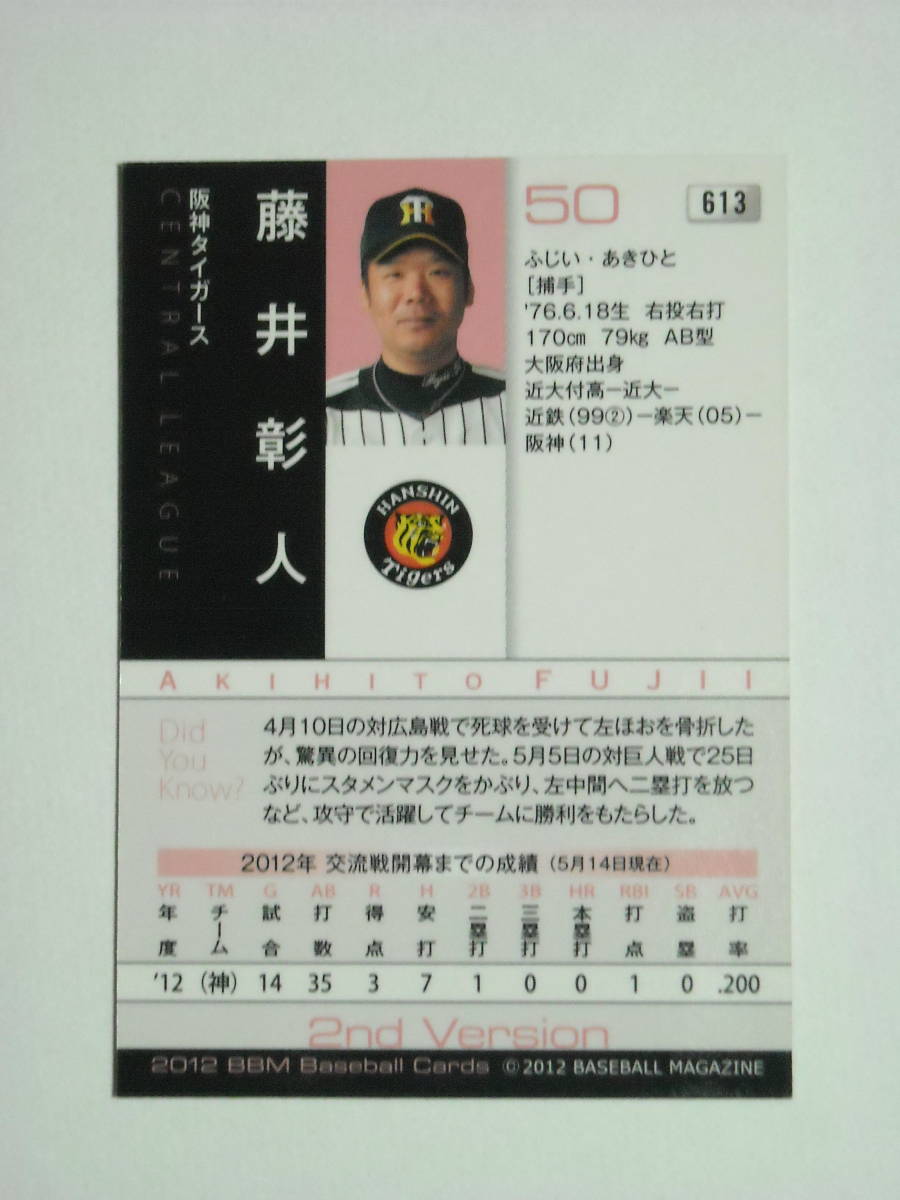 阪神タイガース
CENTRAL LEAGUE
藤井彰人
50
613
ふじい・あきひと
[捕手]
'76.6.18生 右投右打
170cm 79kg AB型
大阪府出身
近大付高ー近大ー
近鉄(99②)ー楽天(05)ー
阪神(11)
HANSHIN
Tigers
AKIHITO FUJII
Did
You
Know?
4月10日の対広島戦で死球を受けて左ほおを骨折した
が、驚異の回復力を見せた。5月5日の対巨人戦で25日
ぶりにスタメンマスクをかぶり、左中間へ二塁打を放つ
など、攻守で活躍してチームに勝利をもたらした。
2012年 交流戦開幕までの成績(5月14日現在)
YR TM G AB R H 2B 3B HR RBI SB AVG
年度 チーム 試合 打数 得点 安打 二塁打 三塁打 本塁打 打点 盗塁 打率
'12 (神) 14 35 3 7 1 0 0 1 0 .200
2nd Version
2012 BBM Baseball Cards ©2012 BASEBALL MAGAZINE